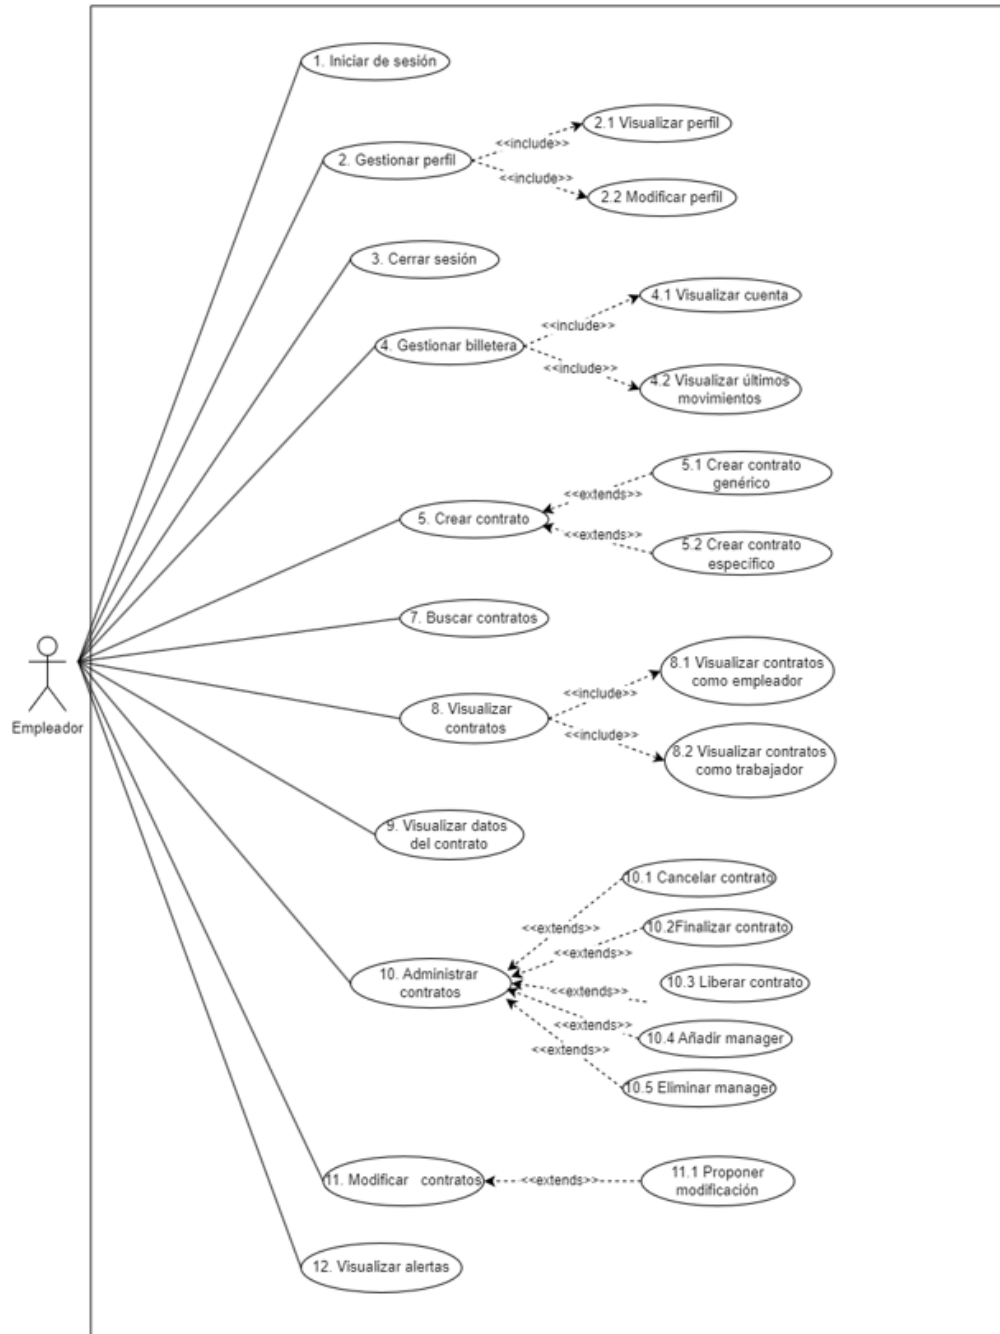 1. Iniciar de sesión
2. Gestionar perfil
<<include>>
2.1 Visualizar perfil
<<include>>
2.2 Modificar perfil
3. Cerrar sesión
4. Gestionar billetera
<<include>>
4.1 Visualizar cuenta
<<include>>
4.2 Visualizar últimos
movimientos
5. Crear contrato
<<extends>>
5.1 Crear contrato
genérico
<<extends>>
5.2 Crear contrato
específico
7. Buscar contratos
Empleador
8. Visualizar
contratos
<<include>>
8.1 Visualizar contratos
como empleador
<<include>>
8.2 Visualizar contratos
como trabajador
9. Visualizar datos
del contrato
10. Administrar
contratos
<<extends>>
10.1 Cancelar contrato
<<extends>>
10.2Finalizar contrato
<<extends>>
10.3 Liberar contrato
<<extends>>
10.4 Añadir manager
<<extends>>
10.5 Eliminar manager
11. Modificar contratos
<<extends>>
11.1 Proponer
modificación
12. Visualizar alertas